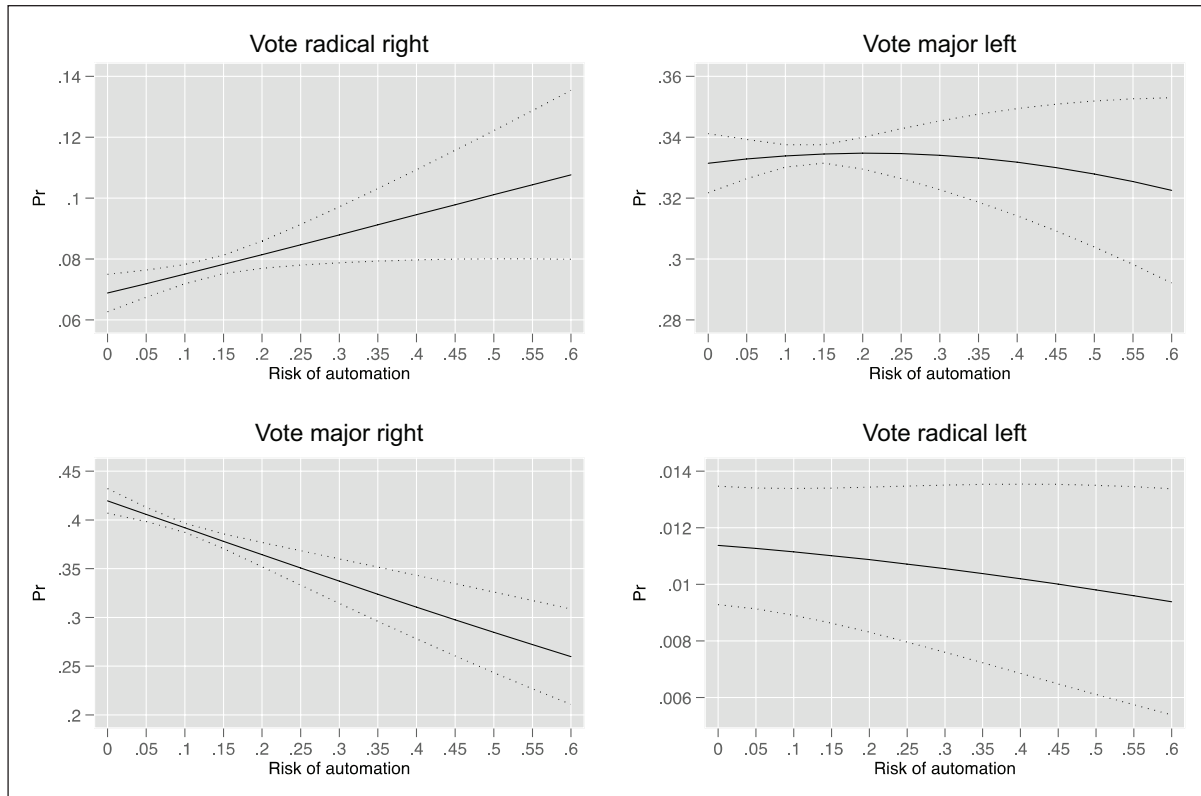 Vote radical right
Pr
.14
.12
.1
.08
.06
0 .05 .1 .15 .2 .25 .3 .35 .4 .45 .5 .55 .6
Risk of automation
Vote major left
Pr
.36
.34
.32
.3
.28
0 .05 .1 .15 .2 .25 .3 .35 .4 .45 .5 .55 .6
Risk of automation
Vote major right
Pr
.45
.4
.35
.3
.25
.2
0 .05 .1 .15 .2 .25 .3 .35 .4 .45 .5 .55 .6
Risk of automation
Vote radical left
Pr
.014
.012
.01
.008
.006
0 .05 .1 .15 .2 .25 .3 .35 .4 .45 .5 .55 .6
Risk of automation